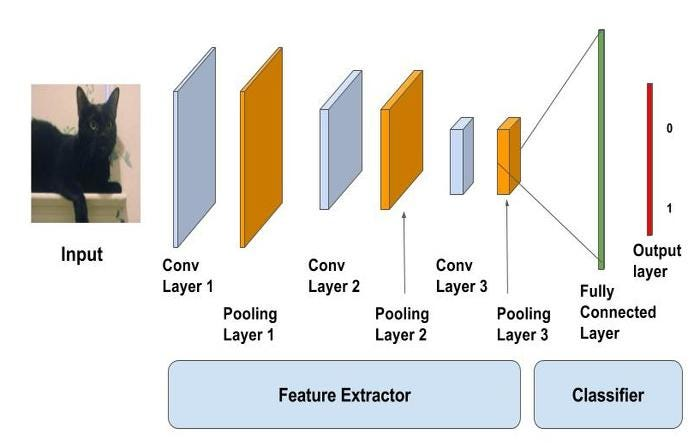 Input
Conv
Layer 1
Pooling
Layer 1
Conv
Layer 2
Pooling
Layer 2
Conv
Layer 3
Pooling
Layer 3
Fully
Connected
Layer
0
1
Output
layer
Feature Extractor
Classifier